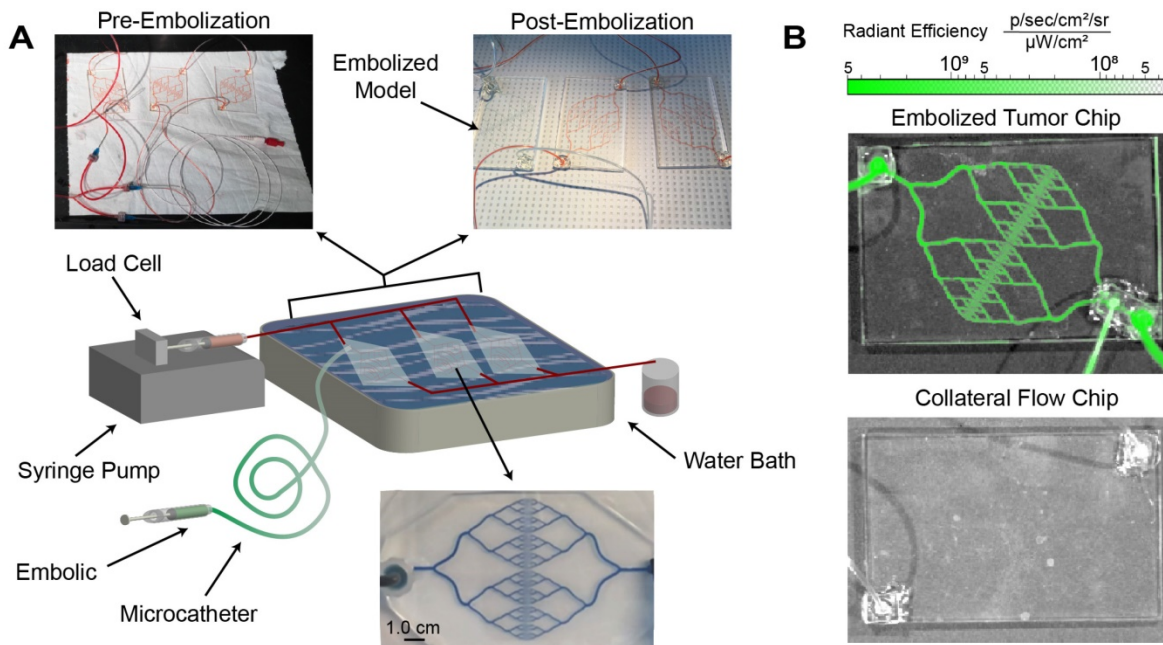 A
Pre-Embolization
Post-Embolization
Embolized
Model
Load Cell
Syringe Pump
Embolic
Microcatheter
Water Bath
1.0 cm
B
Radiant Efficiency p/sec/cm²/sr
µW/cm²
5 10⁹ 5 10⁸ 5
Embolized Tumor Chip
Collateral Flow Chip